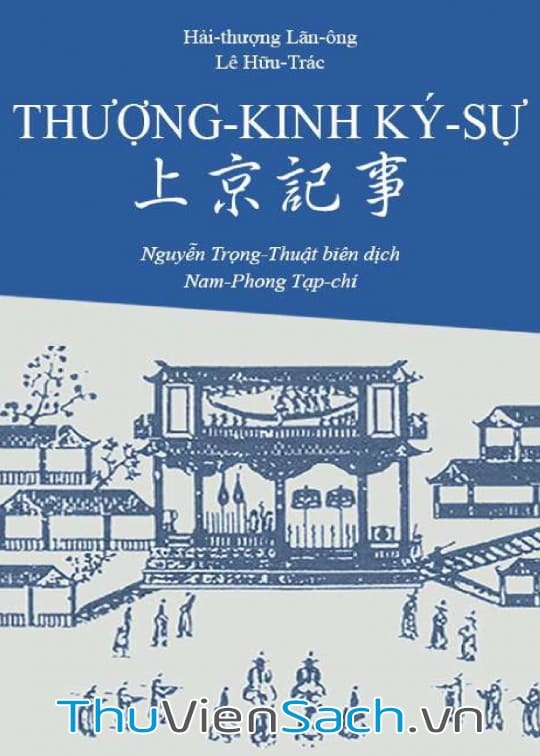 Hải-thượng Lãn-ông
Lê Hữu-Trác
THƯỢNG-KINH KÝ-SỰ
上京記事
Nguyễn Trọng-Thuật biên dịch
Nam-Phong Tạp-chí
ThuVienSach.vn